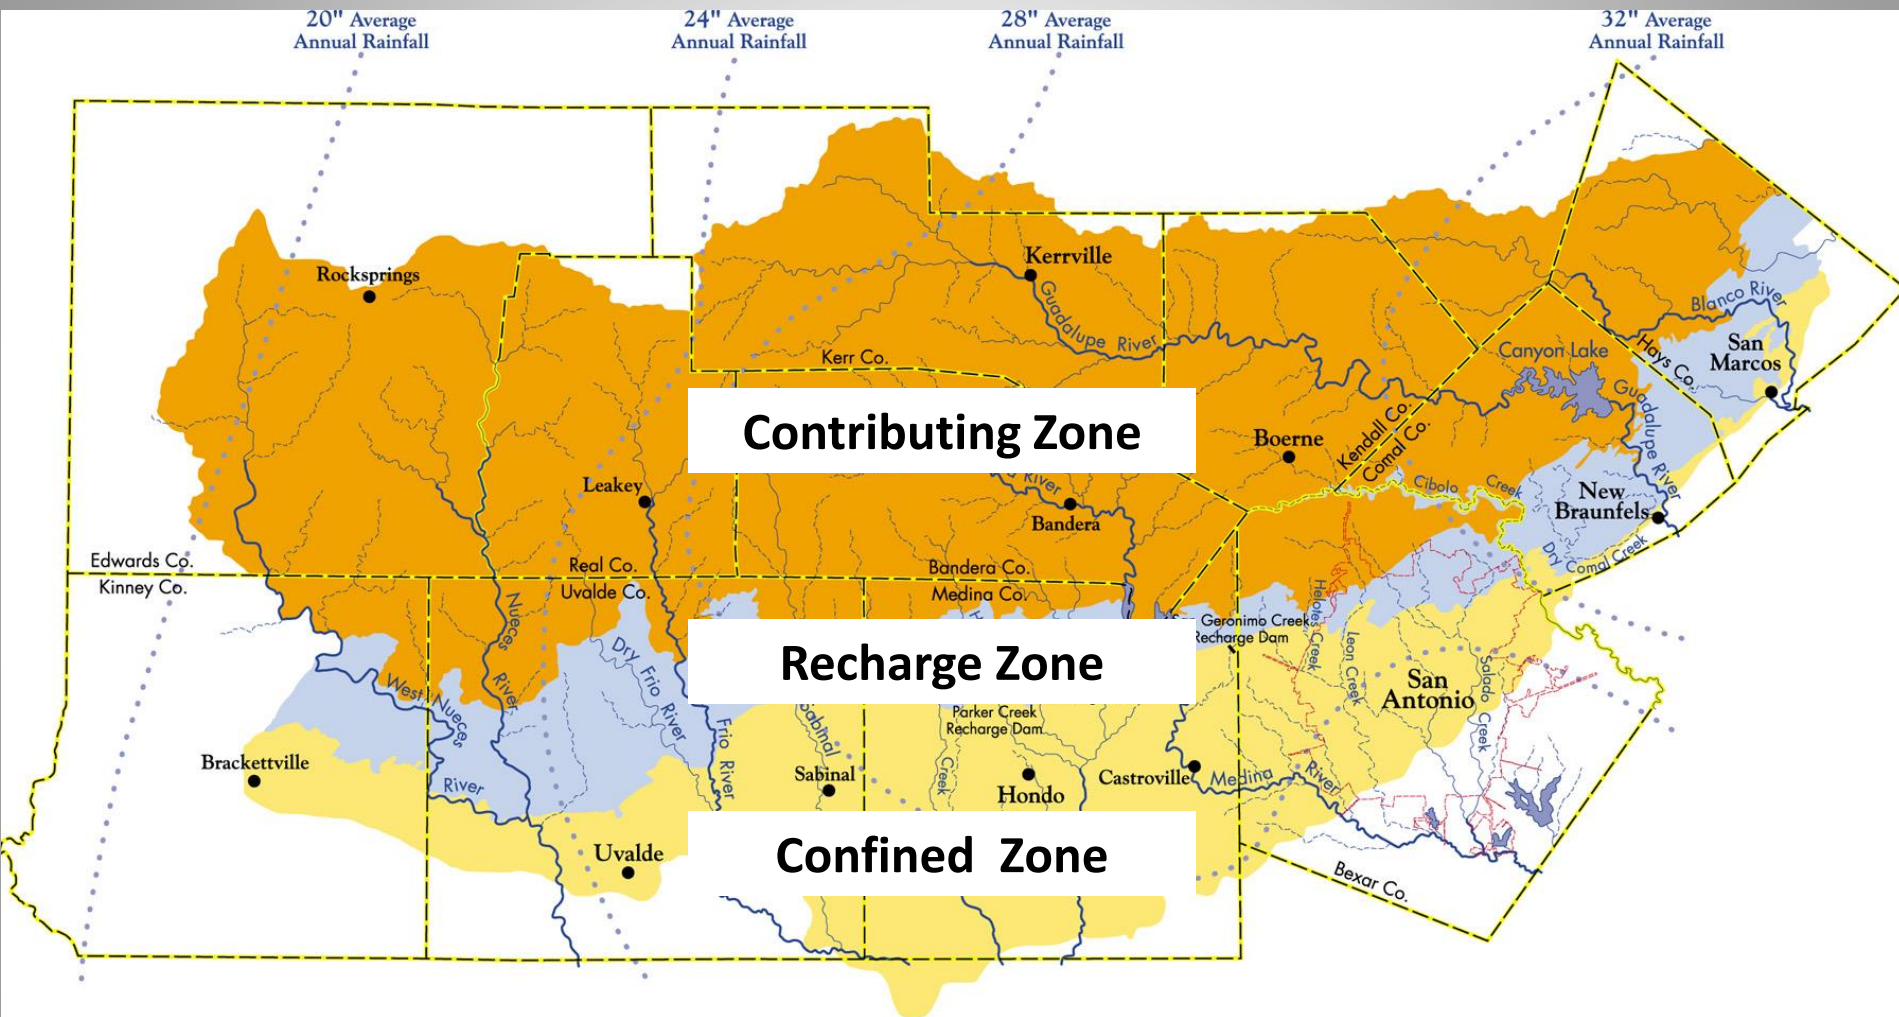 20" Average
Annual Rainfall
24" Average
Annual Rainfall
28" Average
Annual Rainfall
32" Average
Annual Rainfall
Rocksprings
Kerrville
Guadalupe River
Blanco River
San
Marcos
Hays Co.
Canyon Lake
Guadalupe River
Kerr Co.
Contributing Zone
Boerne
Kendall Co.
Comal Co.
Leakey
River
Bandera
Cibolo Creek
New
Braunfels
Dry Comal Creek
Edwards Co.
Kinney Co.
Real Co.
Uvalde Co.
Bandera Co.
Medina Co.
Nueces River
Dry Frio River
H
Geronimo Creek
Recharge Dam
Helotes Creek
Leon Creek
Salado Creek
Recharge Zone
San
Antonio
West Nueces
River
Frio River
Sabinal
Parker Creek
Recharge Dam
Creek
Brackettville
Sabinal
Hondo
Castroville
Medina River
Uvalde
Confined Zone
Bexar Co.